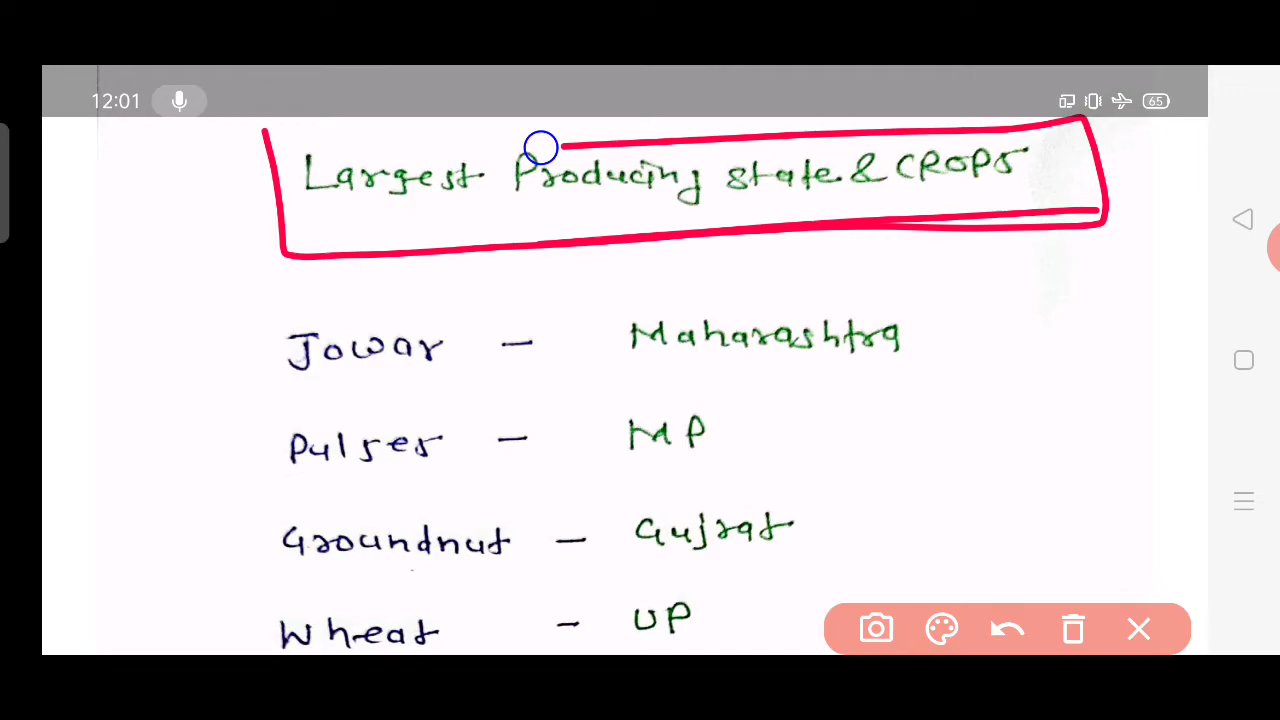 12:01
65
Largest Producing state & CROPS
Jowar - Maharashtra
Pulses - MP
Groundnut - Gujrat
Wheat - UP